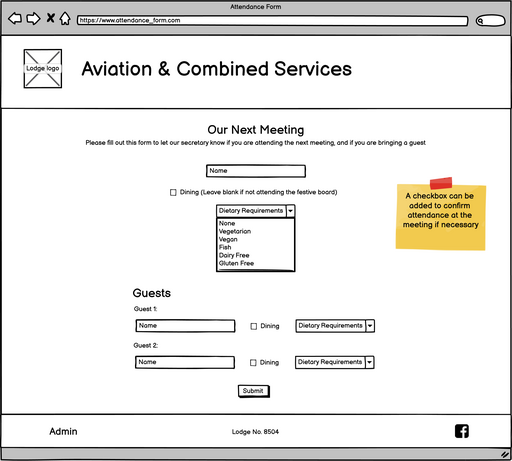 Attendance Form
https://www.attendance_form.com
Lodge logo
Aviation & Combined Services
Our Next Meeting
Please fill out this form to let our secretary know if you are attending the next meeting, and if you are bringing a guest
Name
Dining (Leave blank if not attending the festive board)
Dietary Requirements
None
Vegetarian
Vegan
Fish
Dairy Free
Gluten Free
A checkbox can be
added to confirm
attendance at the
meeting if necessary
Guests
Guest 1:
Name
Dining
Dietary Requirements
Guest 2:
Name
Dining
Dietary Requirements
Submit
Admin
Lodge No. 8504